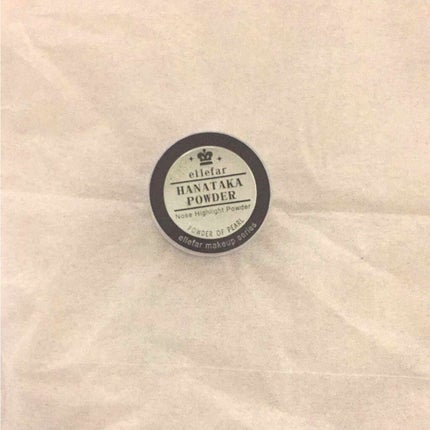 ellefar
HANATAKA
POWDER
Nose Highlight Powder
POWDER OF PEARL
ellefar makeup series